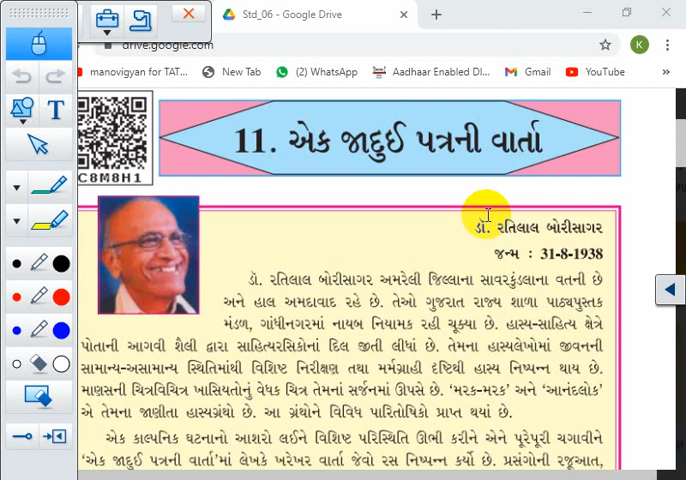 Std_06 - Google Drive
drive.google.com
K
manovigyan for TAT...
New Tab
(2) WhatsApp
Aadhaar Enabled DI...
Gmail
YouTube
»
T
C8M8H1
11. એક જાદુઈ પત્રની વાર્તા
ડૉ. રતિલાલ બોરીસાગર
જન્મ : 31-8-1938
ડૉ. રતિલાલ બોરીસાગર અમરેલી જિલ્લાના સાવરકુંડલાના વતની છે
અને હાલ અમદાવાદ રહે છે. તેઓ ગુજરાત રાજ્ય શાળા પાઠ્યપુસ્તક
મંડળ, ગાંધીનગરમાં નાયબ નિયામક રહી ચૂક્યા છે. હાસ્ય-સાહિત્ય ક્ષેત્રે
પોતાની આગવી શૈલી દ્વારા સાહિત્યરસિકોનાં દિલ જીતી લીધાં છે. તેમના હાસ્યલેખોમાં જીવનની
સામાન્ય-અસામાન્ય સ્થિતિમાંથી વિશિષ્ટ નિરીક્ષણ તથા મર્મગ્રાહી દૃષ્ટિથી હાસ્ય નિષ્પન્ન થાય છે.
માણસની ચિત્રવિચિત્ર ખાસિયતોનું વેધક ચિત્ર તેમનાં સર્જનમાં ઊપસે છે. ‘મરક-મરક’ અને ‘આનંદલોક’
એ તેમના જાણીતા હાસ્યગ્રંથો છે. આ ગ્રંથોને વિવિધ પારિતોષિકો પ્રાપ્ત થયાં છે.
એક કાલ્પનિક ઘટનાનો આશરો લઈને વિશિષ્ટ પરિસ્થિતિ ઊભી કરીને એને પૂરેપૂરી ચગાવીને
‘એક જાદુઈ પત્રની વાર્તા’માં લેખકે ખરેખર વાર્તા જેવો રસ નિષ્પન્ન કર્યો છે. પ્રસંગોની રજૂઆત,